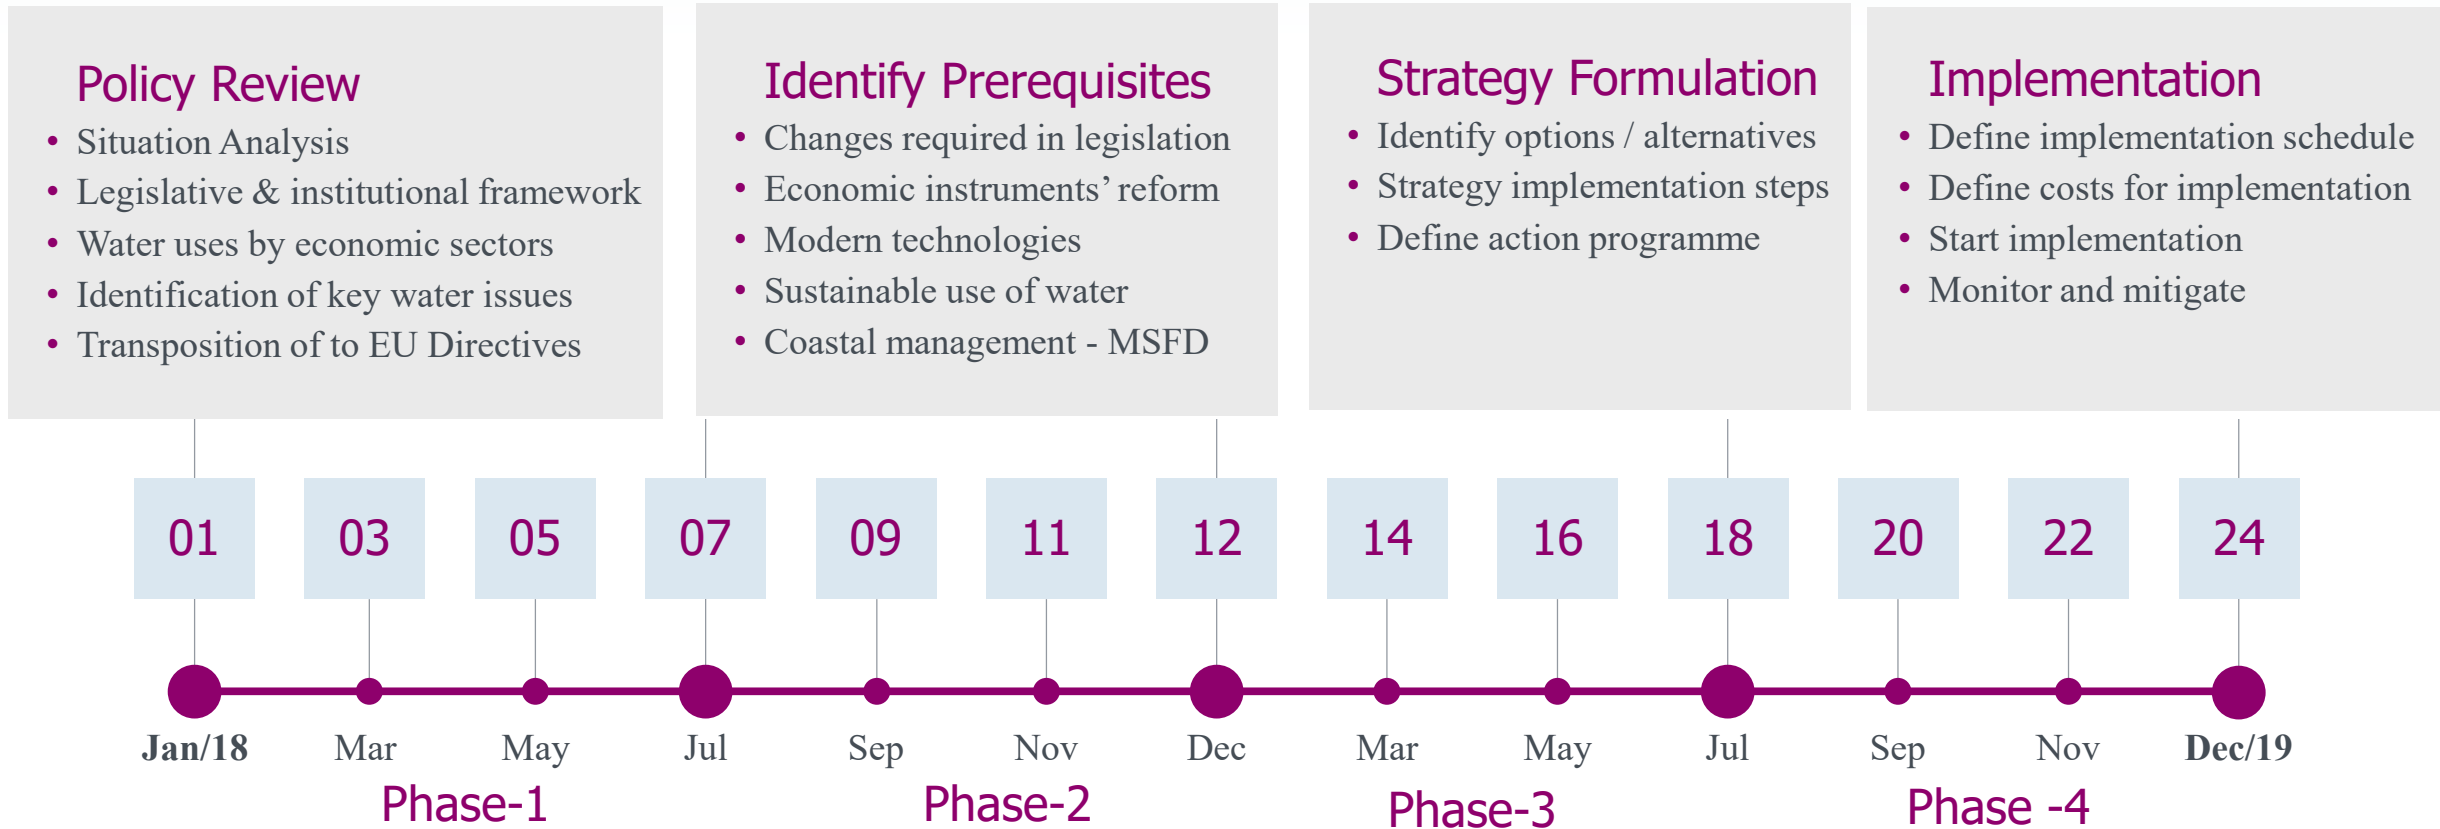 Policy Review
• Situation Analysis
• Legislative & institutional framework
• Water uses by economic sectors
• Identification of key water issues
• Transposition of to EU Directives
Identify Prerequisites
• Changes required in legislation
• Economic instruments’ reform
• Modern technologies
• Sustainable use of water
• Coastal management - MSFD
Strategy Formulation
• Identify options / alternatives
• Strategy implementation steps
• Define action programme
Implementation
• Define implementation schedule
• Define costs for implementation
• Start implementation
• Monitor and mitigate
01 03 05 07 09 11 12 14 16 18 20 22 24
Jan/18 Mar May Jul Sep Nov Dec Mar May Jul Sep Nov Dec/19
Phase-1 Phase-2 Phase-3 Phase -4